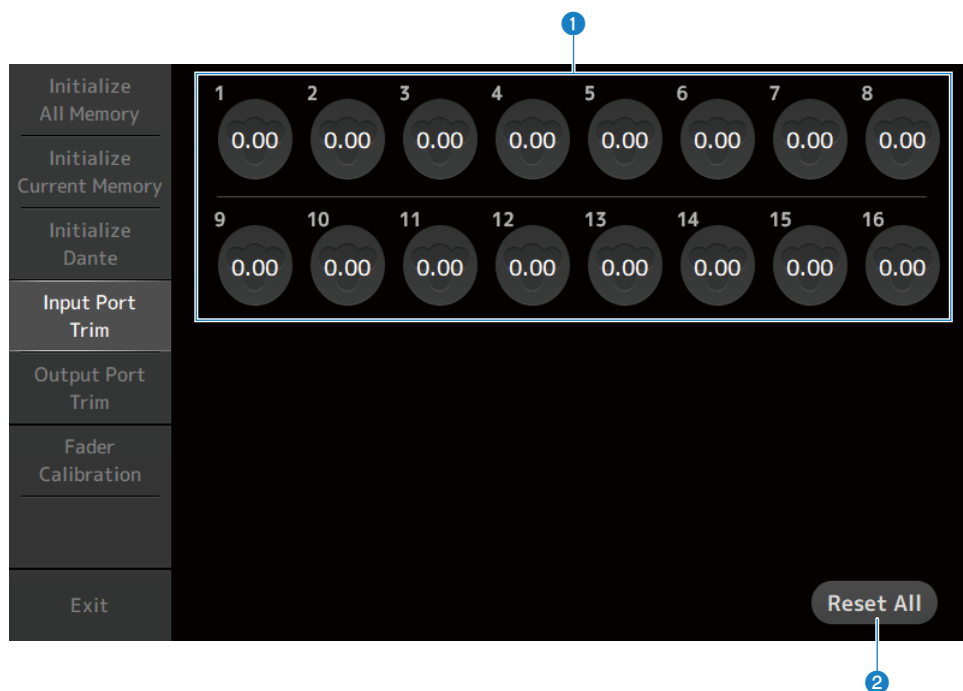 1
Initialize
All Memory
Initialize
Current Memory
Initialize
Dante
Input Port
Trim
Output Port
Trim
Fader
Calibration
Exit
1 2 3 4 5 6 7 8
0.00 0.00 0.00 0.00 0.00 0.00 0.00 0.00
9 10 11 12 13 14 15 16
0.00 0.00 0.00 0.00 0.00 0.00 0.00 0.00
Reset All
2